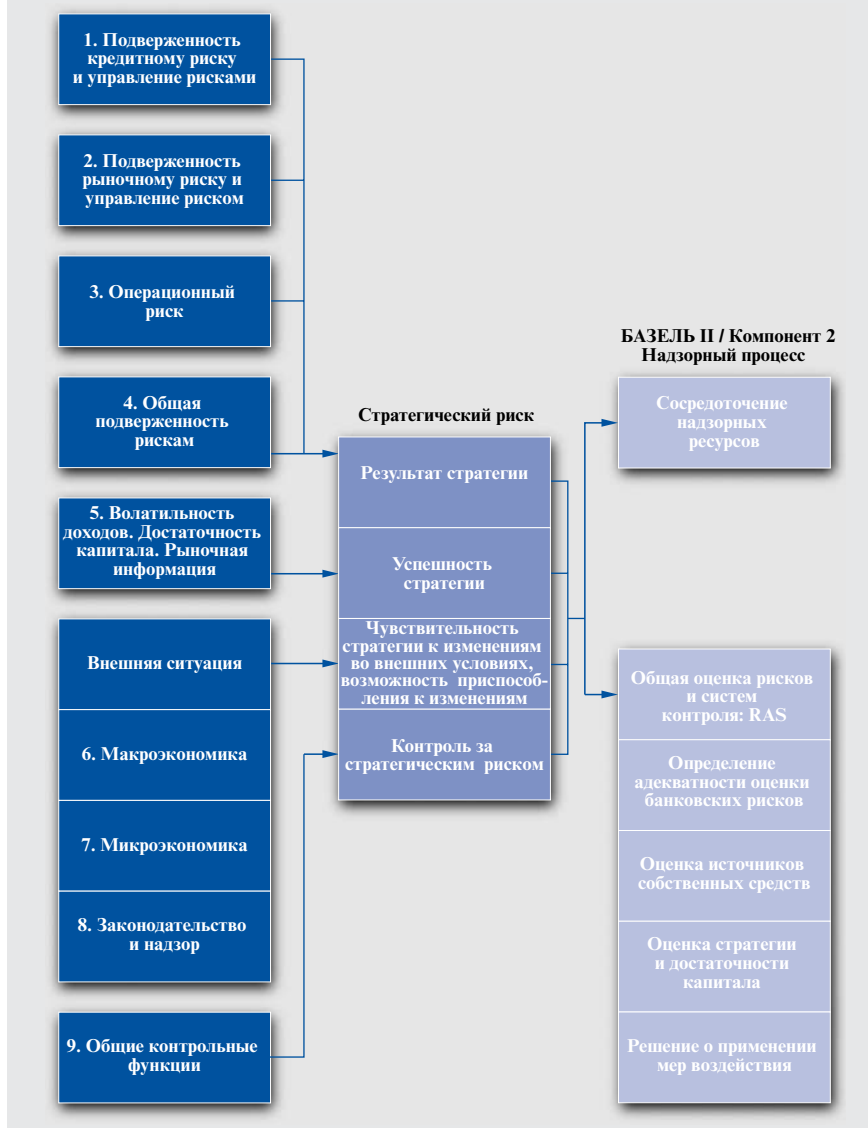 1. Подверженность
кредитному риску
и управление рисками
2. Подверженность
рыночному риску и
управление риском
3. Операционный
риск
4. Общая
подверженность
рискам
5. Волатильность
доходов. Достаточность
капитала. Рыночная
информация
Внешняя ситуация
6. Макроэкономика
7. Микроэкономика
8. Законодательство
и надзор
9. Общие контрольные
функции
Стратегический риск
Результат стратегии
Успешность
стратегии
Чувствительность
стратегии к изменениям
во внешних условиях,
возможность приспособ-
ления к изменениям
Контроль за
стратегическим риском
БАЗЕЛЬ II / Компонент 2
Надзорный процесс
Сосредоточение
надзорных
ресурсов
Общая оценка рисков
и систем
контроля: RAS
Определение
адекватности оценки
банковских рисков
Оценка источников
собственных средств
Оценка стратегии
и достаточности
капитала
Решение о применении
мер воздействия